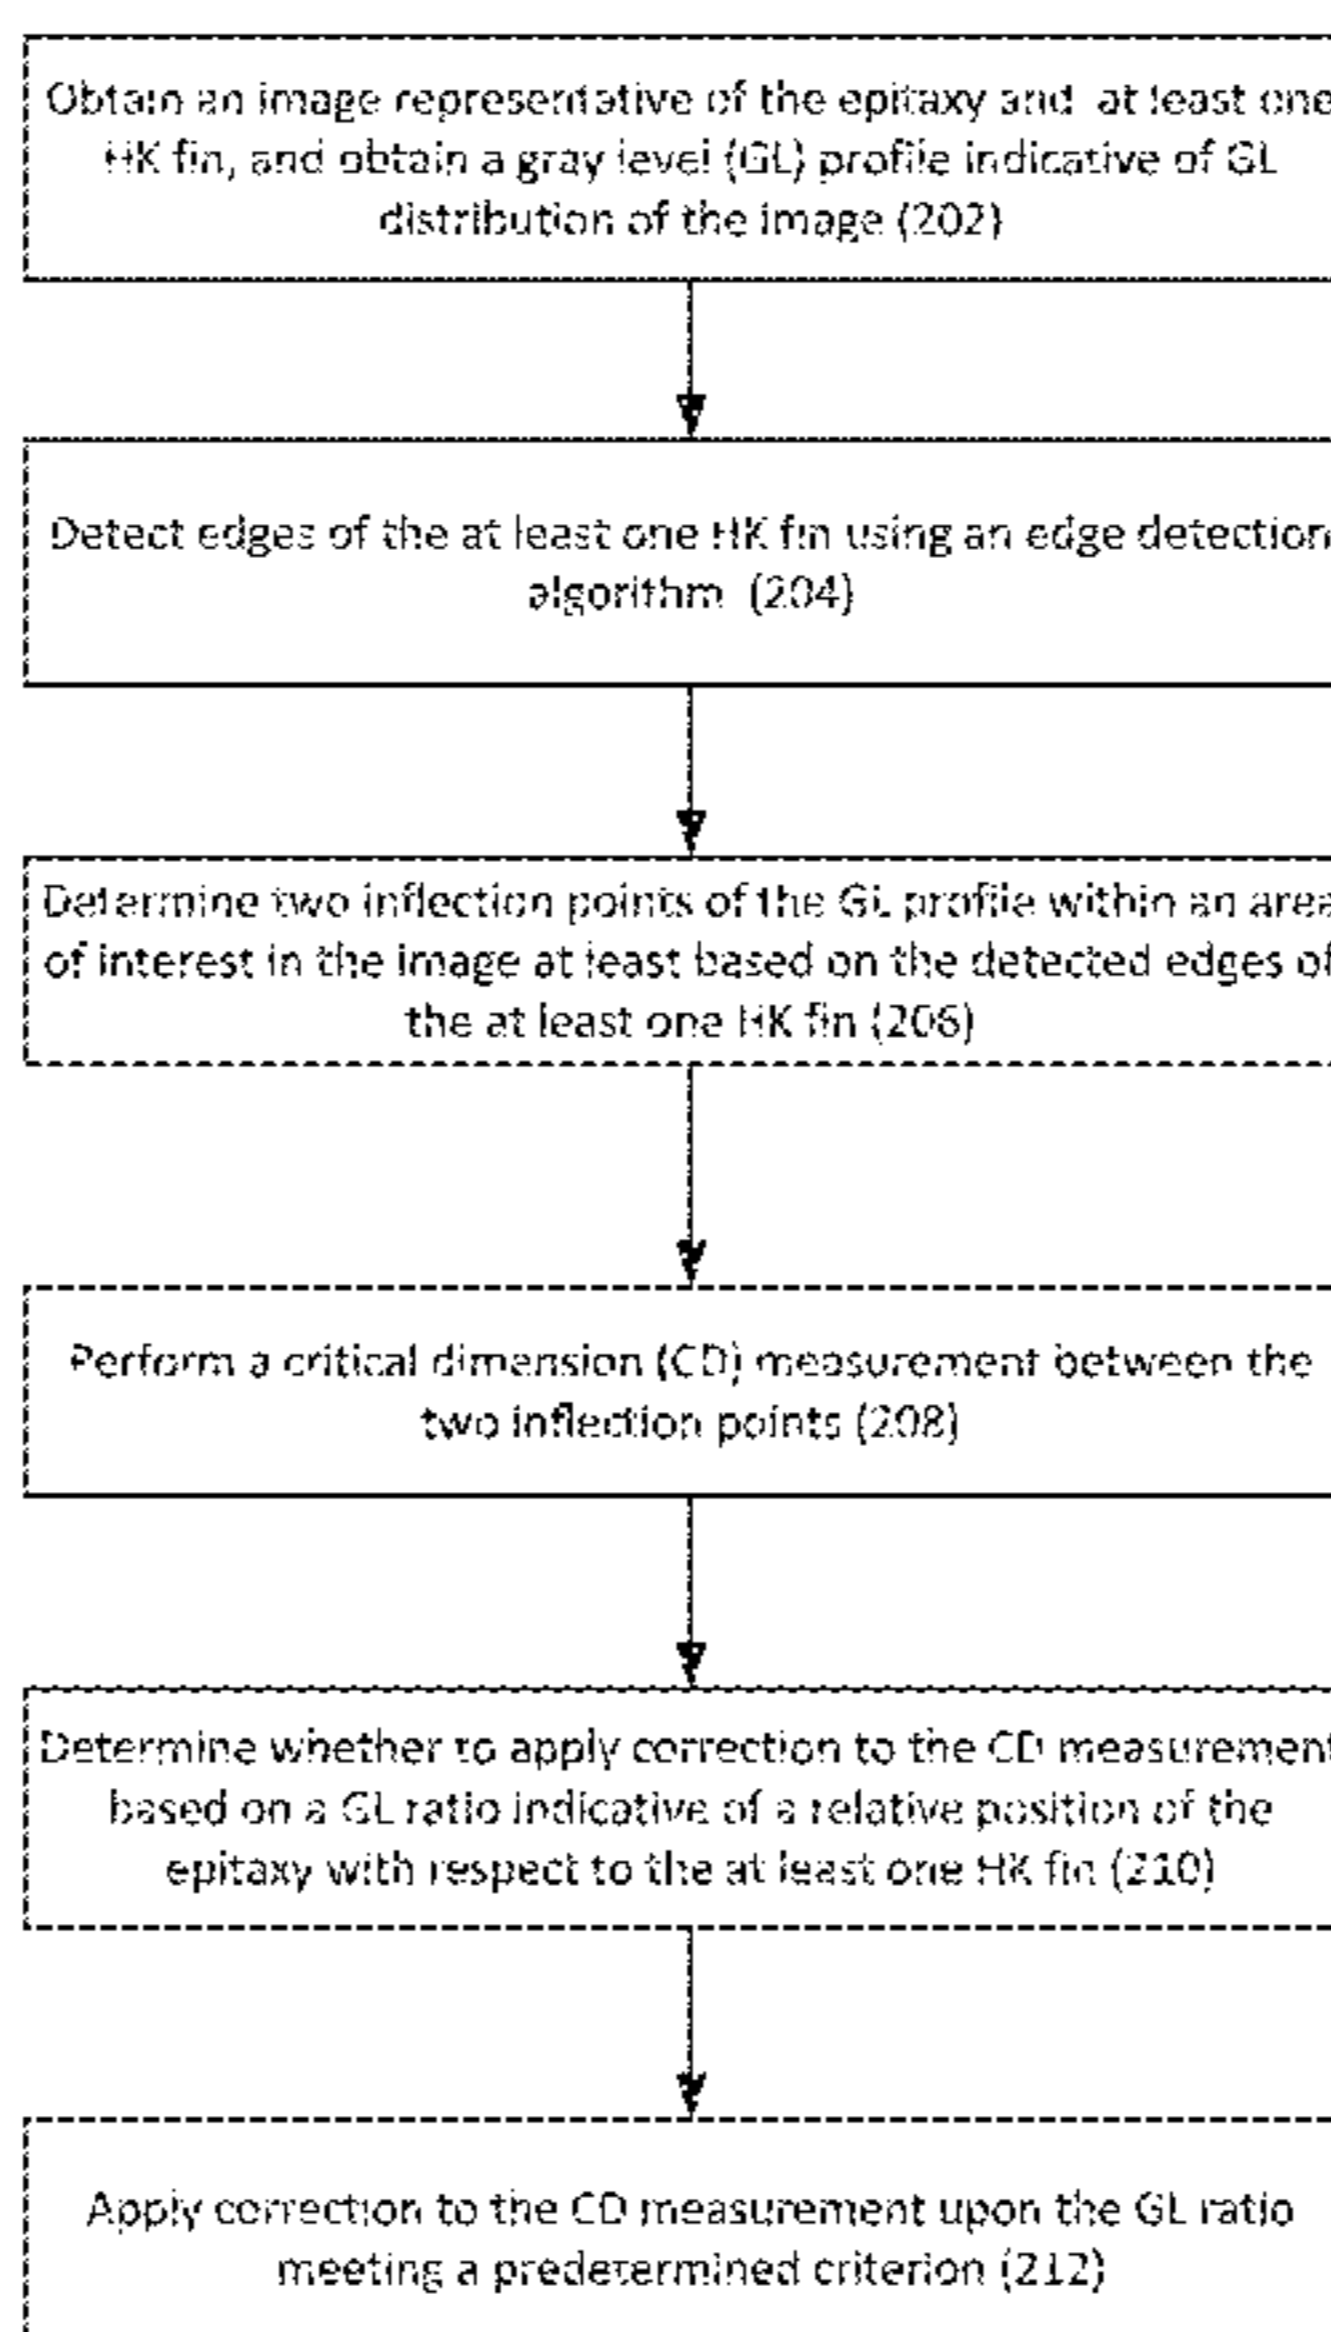 Obtain an image representative of the epitaxy and at least one
HK fin, and obtain a gray level (GL) profile indicative of GL
distribution of the image (202)
Detect edges of the at least one HK fin using an edge detection
algorithm (204)
Determine two inflection points of the GL profile within an area
of interest in the image at least based on the detected edges of
the at least one HK fin (206)
Perform a critical dimension (CD) measurement between the
two inflection points (208)
Determine whether to apply correction to the CD measurement
based on a GL ratio indicative of a relative position of the
epitaxy with respect to the at least one HK fin (210)
Apply correction to the CD measurement upon the GL ratio
meeting a predetermined criterion (212)